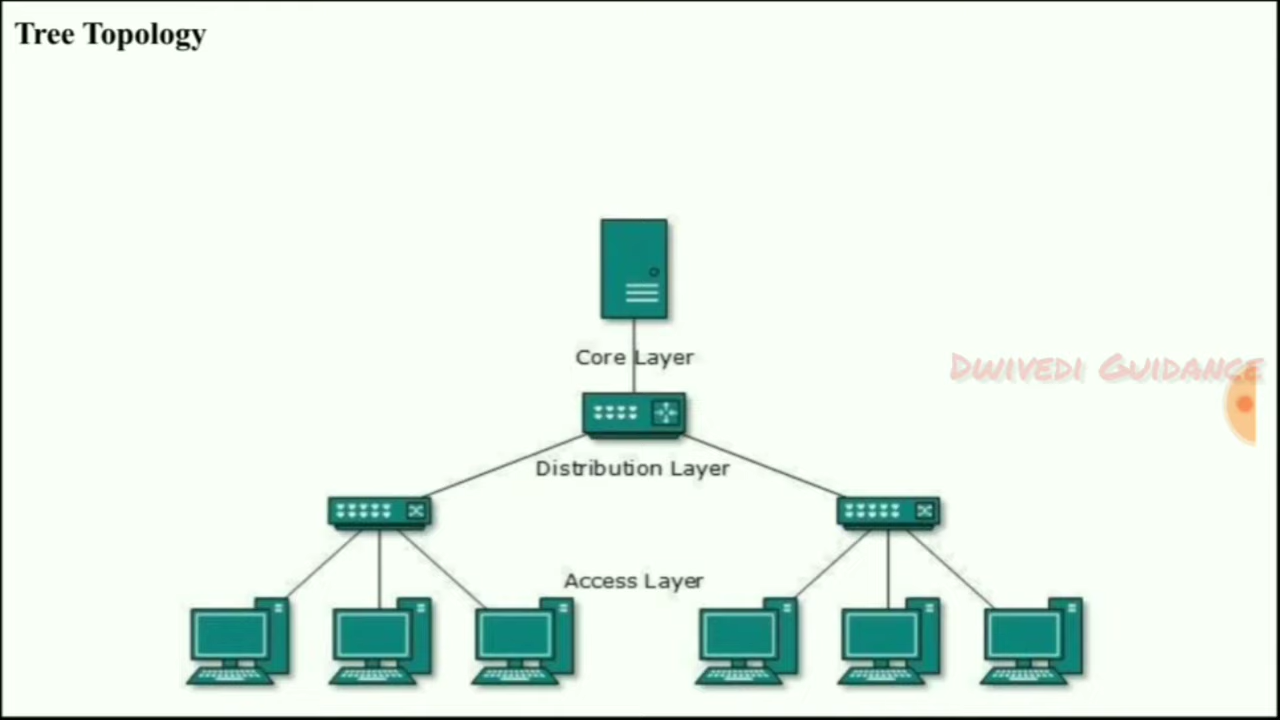 Tree Topology
Core Layer
Dwivedi Guidance
Distribution Layer
Access Layer